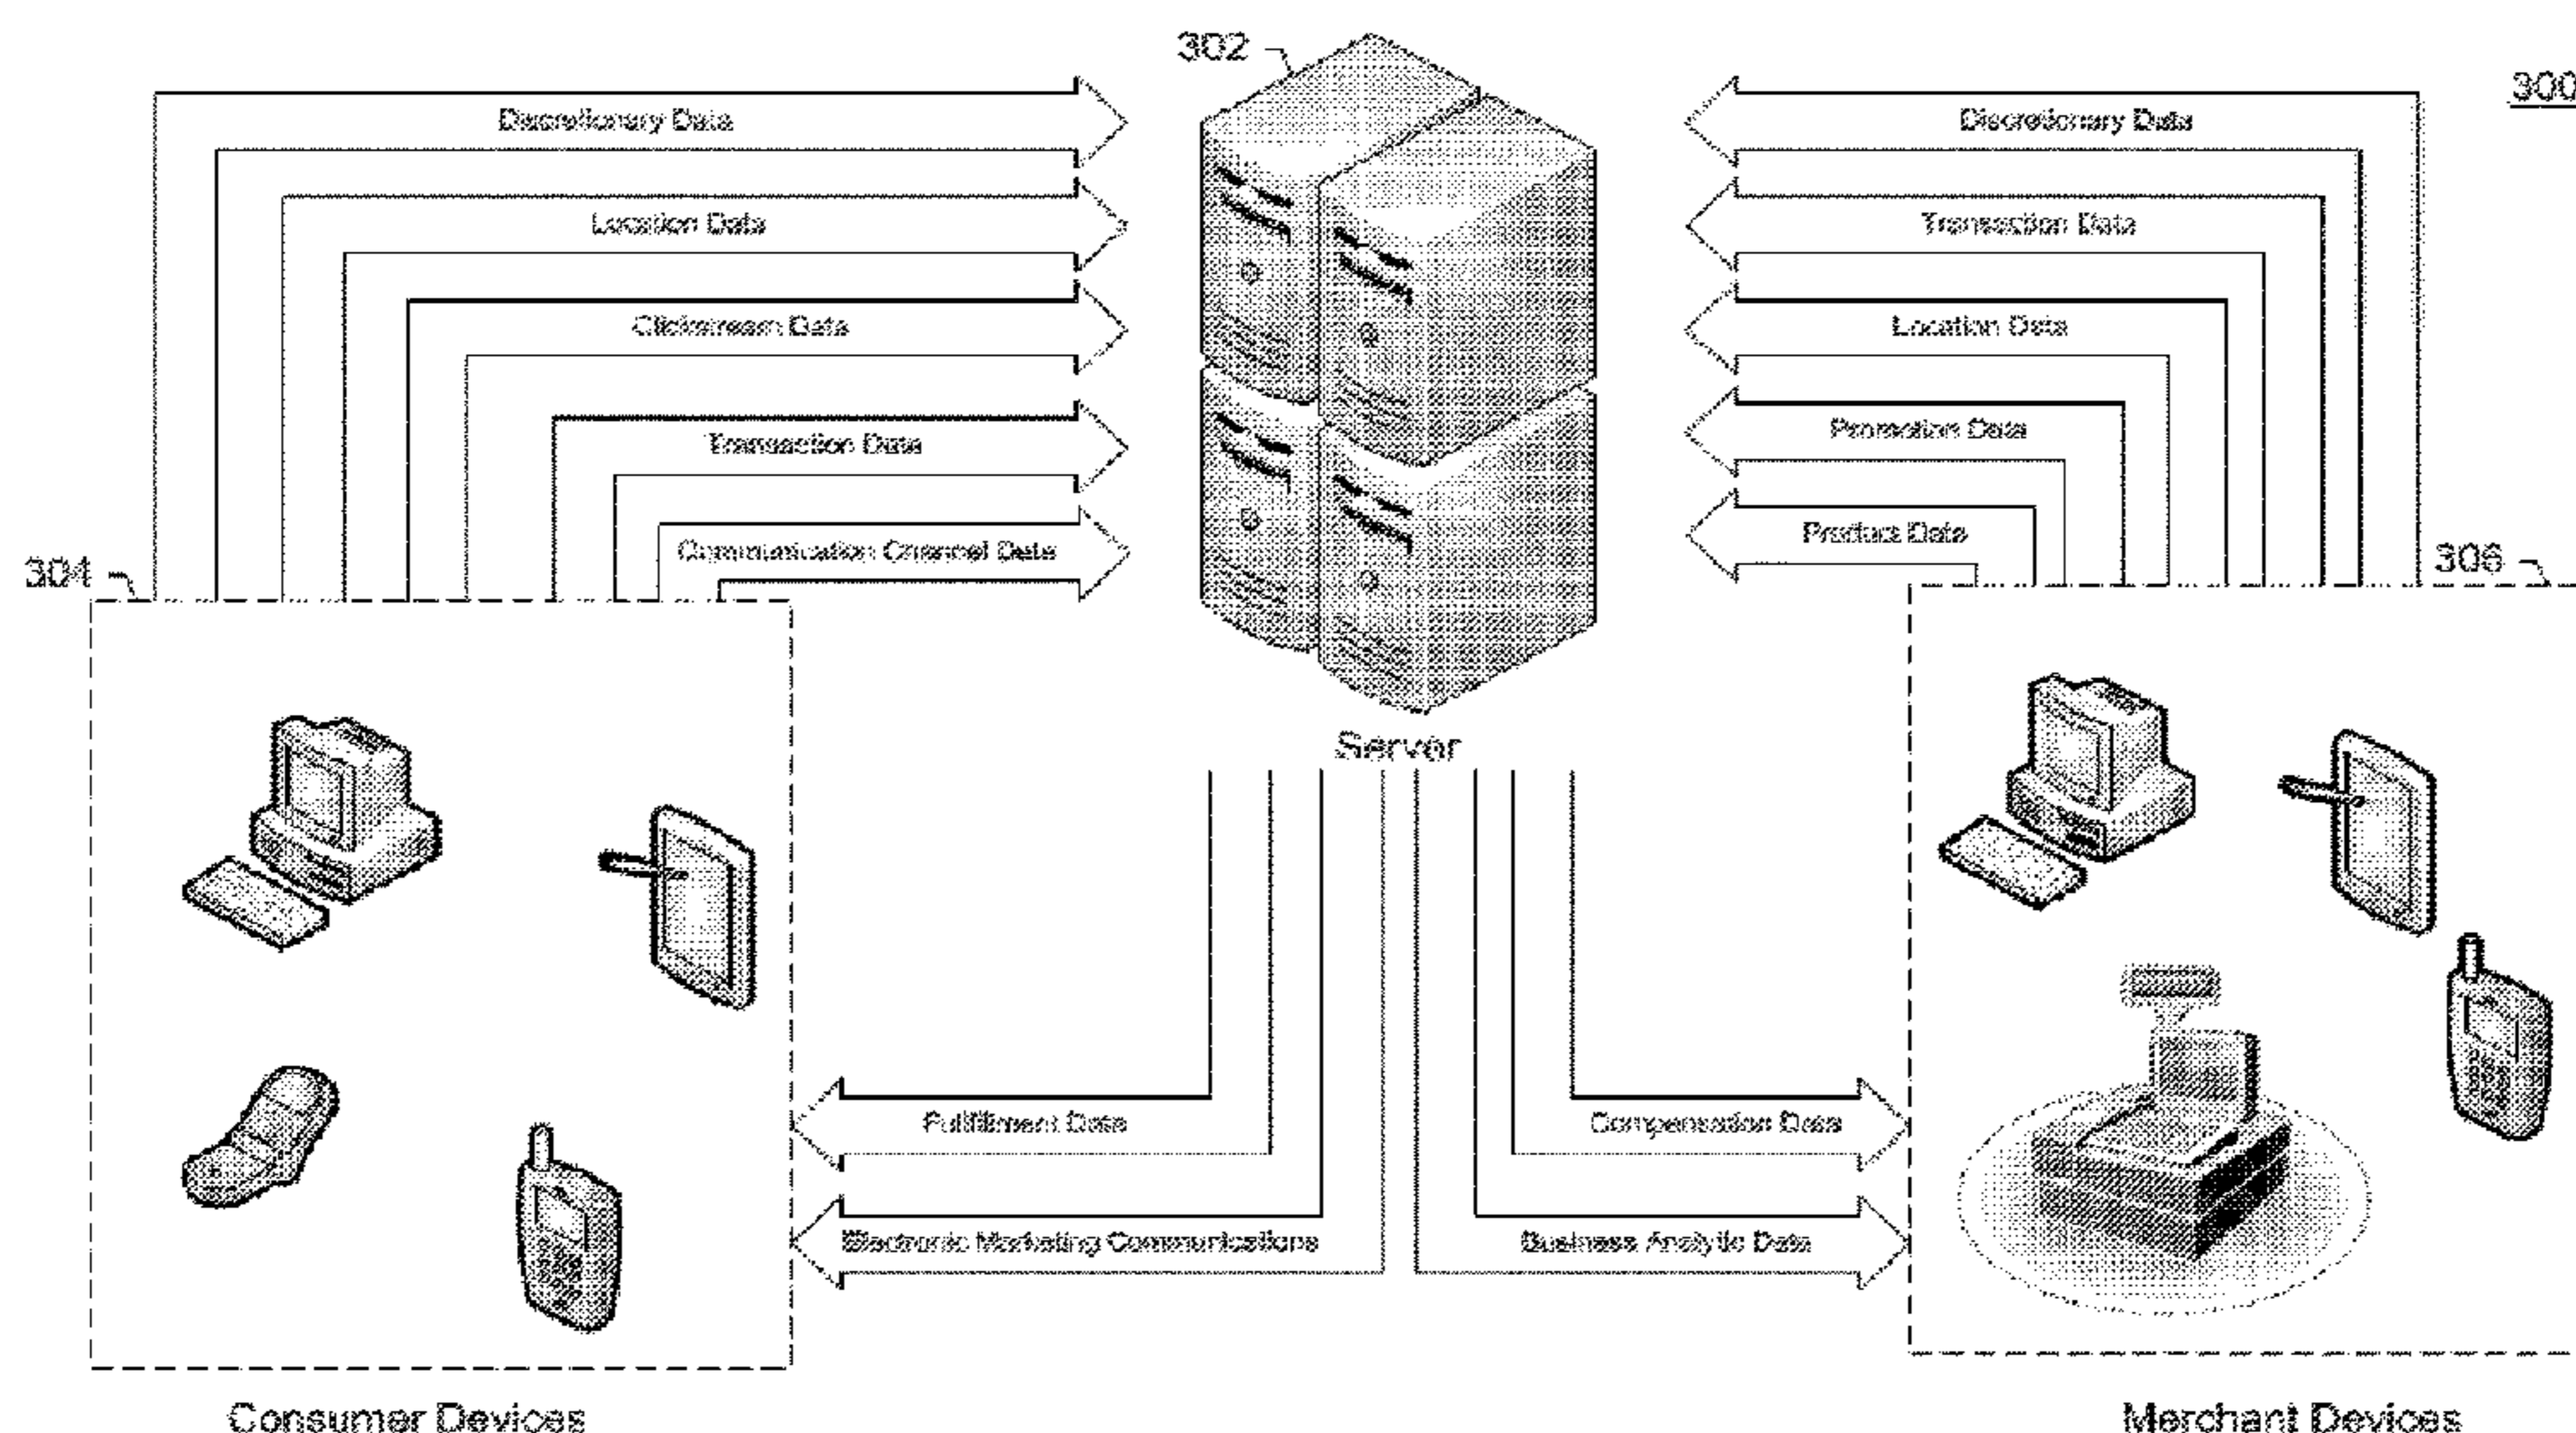 302
300
Discretionary Data
Discretionary Data
Location Data
Transaction Data
Clickstream Data
Location Data
Transaction Data
Promotion Data
Communication Channel Data
Product Data
304
306
Server
Fulfillment Data
Compensation Data
Electronic Marketing Communications
Business Analytic Data
Consumer Devices
Merchant Devices